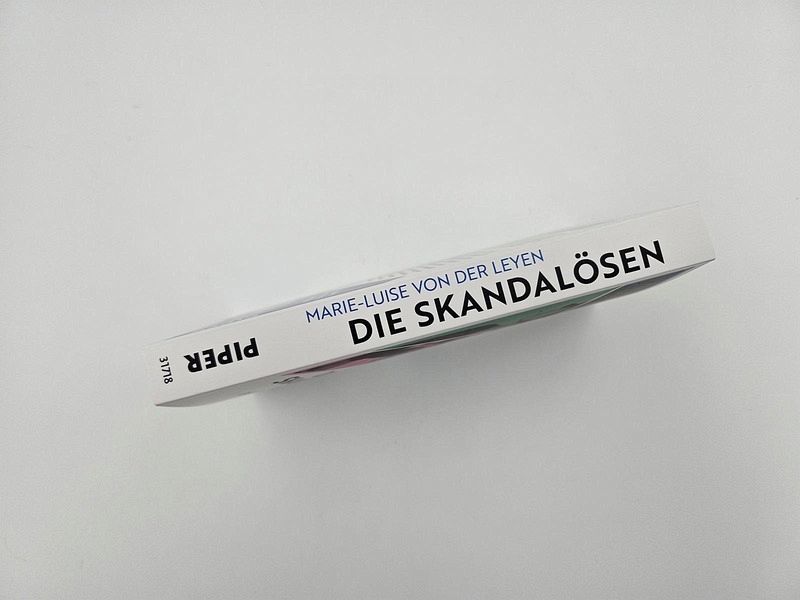 MARIE-LUISE VON DER LEYEN
DIE SKANDALÖSEN
PIPER
31718